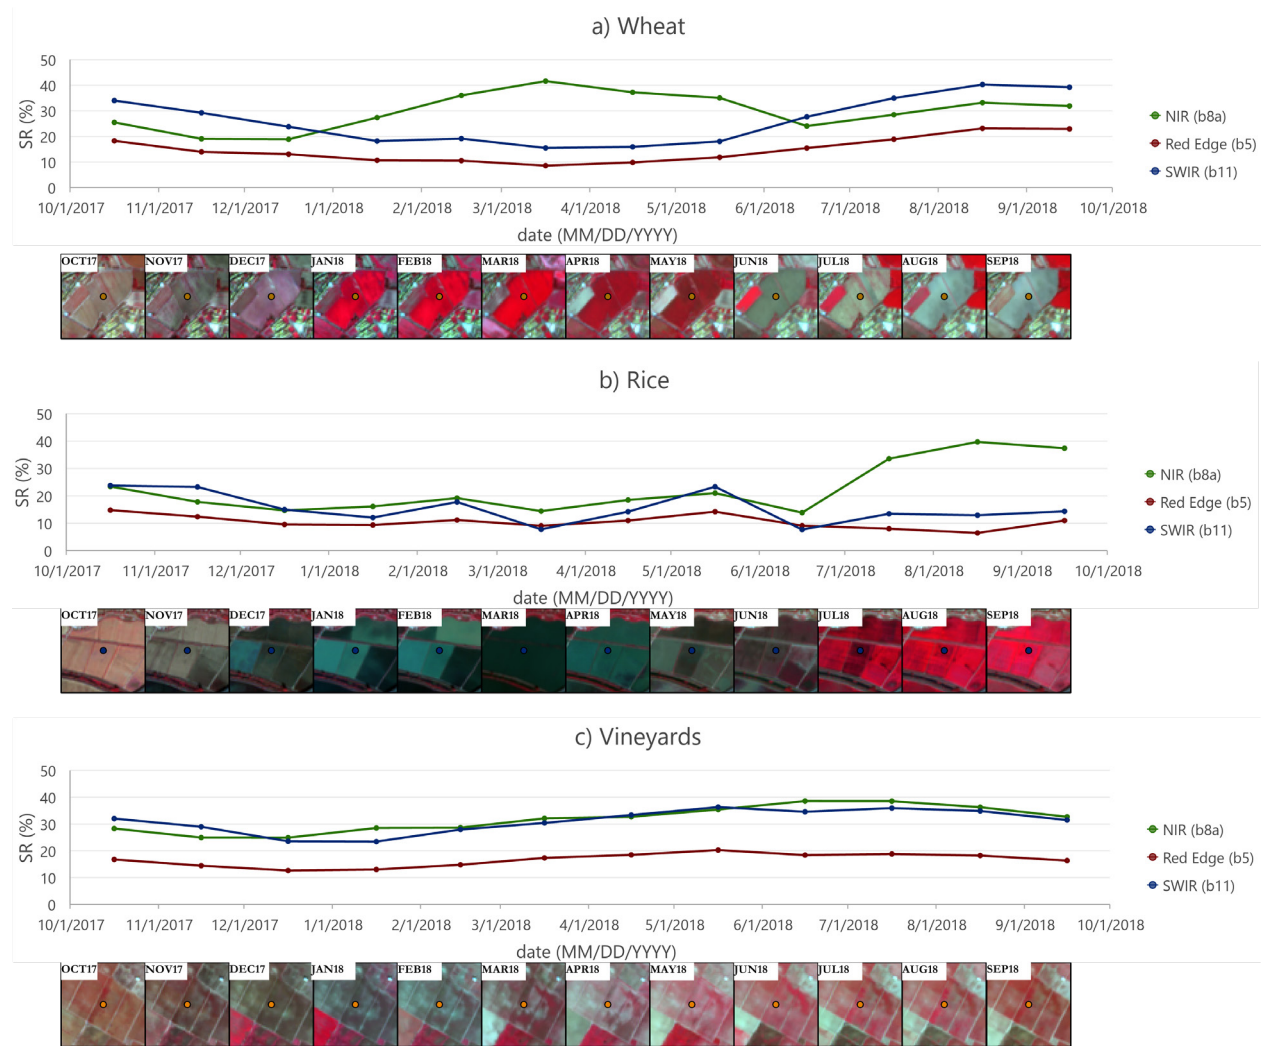 a) Wheat
50
40
30
20
10
0
SR (%)
10/1/2017 11/1/2017 12/1/2017 1/1/2018 2/1/2018 3/1/2018 4/1/2018 5/1/2018 6/1/2018 7/1/2018 8/1/2018 9/1/2018 10/1/2018
date (MM/DD/YYYY)
NIR (b8a)
Red Edge (b5)
SWIR (b11)
OCT17 NOV17 DEC17 JAN18 FEB18 MAR18 APR18 MAY18 JUN18 JUL18 AUG18 SEP18
b) Rice
50
40
30
20
10
0
SR (%)
10/1/2017 11/1/2017 12/1/2017 1/1/2018 2/1/2018 3/1/2018 4/1/2018 5/1/2018 6/1/2018 7/1/2018 8/1/2018 9/1/2018 10/1/2018
date (MM/DD/YYYY)
NIR (b8a)
Red Edge (b5)
SWIR (b11)
OCT17 NOV17 DEC17 JAN18 FEB18 MAR18 APR18 MAY18 JUN18 JUL18 AUG18 SEP18
c) Vineyards
50
40
30
20
10
0
SR (%)
10/1/2017 11/1/2017 12/1/2017 1/1/2018 2/1/2018 3/1/2018 4/1/2018 5/1/2018 6/1/2018 7/1/2018 8/1/2018 9/1/2018 10/1/2018
date (MM/DD/YYYY)
NIR (b8a)
Red Edge (b5)
SWIR (b11)
OCT17 NOV17 DEC17 JAN18 FEB18 MAR18 APR18 MAY18 JUN18 JUL18 AUG18 SEP18